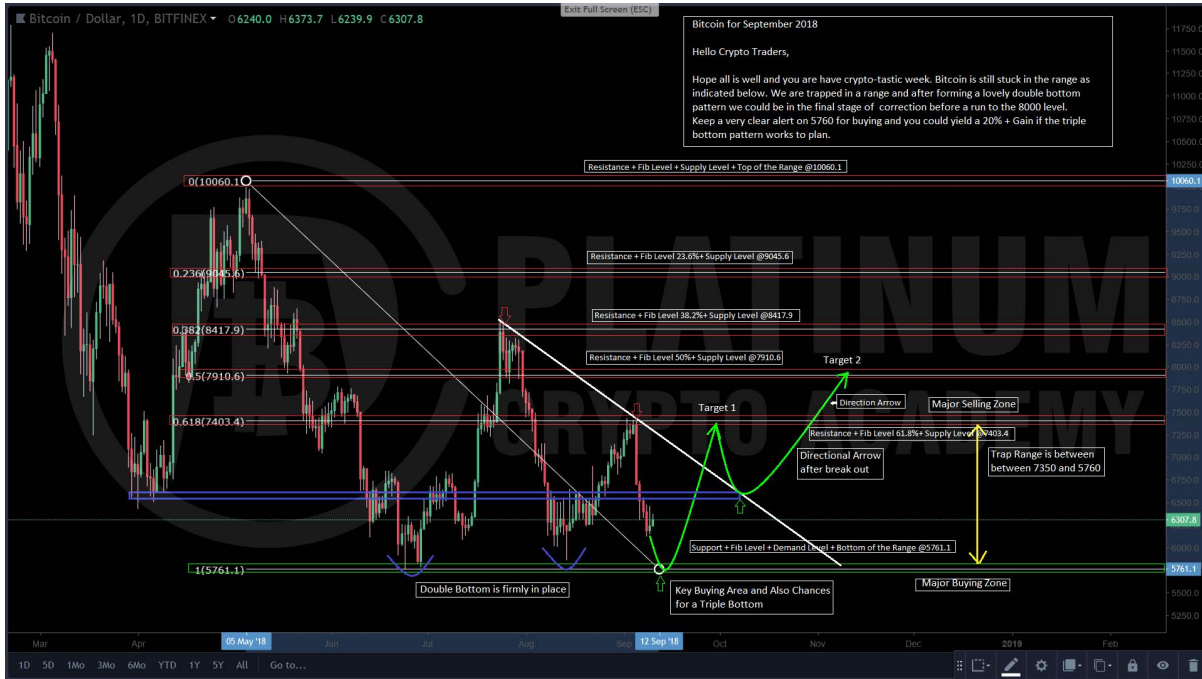 Bitcoin / Dollar, 1D, BITFINEX O6240.0 H6373.7 L6239.9 C6307.8
Exit Full Screen (ESC)
Bitcoin for September 2018
Hello Crypto Traders,
Hope all is well and you are have crypto-tastic week. Bitcoin is still stuck in the range as
indicated below. We are trapped in a range and after forming a lovely double bottom
pattern we could be in the final stage of correction before a run to the 8000 level.
Keep a very clear alert on 5760 for buying and you could yield a 20% + Gain if the triple
bottom pattern works to plan.
11750.0
11500.0
11250.0
11000.0
10750.0
10500.0
10250.0
Resistance + Fib Level + Supply Level + Top of the Range @10060.1
0(10060.1)
10060.1
9750.0
9500.0
9250.0
Resistance + Fib Level 23.6%+ Supply Level @9045.6
0.236(9045.6)
9000.0
8750.0
8500.0
Resistance + Fib Level 38.2%+ Supply Level @8417.9
0.382(8417.9)
8250.0
8000.0
Resistance + Fib Level 50%+ Supply Level @7910.6
0.5(7910.6)
7750.0
7500.0
PLATINUM
CRYPTO ACADEMY
Target 1
Target 2
Direction Arrow
Major Selling Zone
0.618(7403.4)
Resistance + Fib Level 61.8%+ Supply Level @7403.4
7250.0
7000.0
Directional Arrow
after break out
Trap Range is between
between 7350 and 5760
6750.0
6500.0
6307.8
6000.0
Support + Fib Level + Demand Level + Bottom of the Range @5761.1
1(5761.1)
5761.1
Double Bottom is firmly in place
Key Buying Area and Also Chances
for a Triple Bottom
Major Buying Zone
5500.0
5250.0
Mar Apr 05 May '18 Jun Jul Aug Sep 12 Sep '18 Oct Nov Dec 2019 Feb
1D 5D 1Mo 3Mo 6Mo YTD 1Y 5Y All Go to...